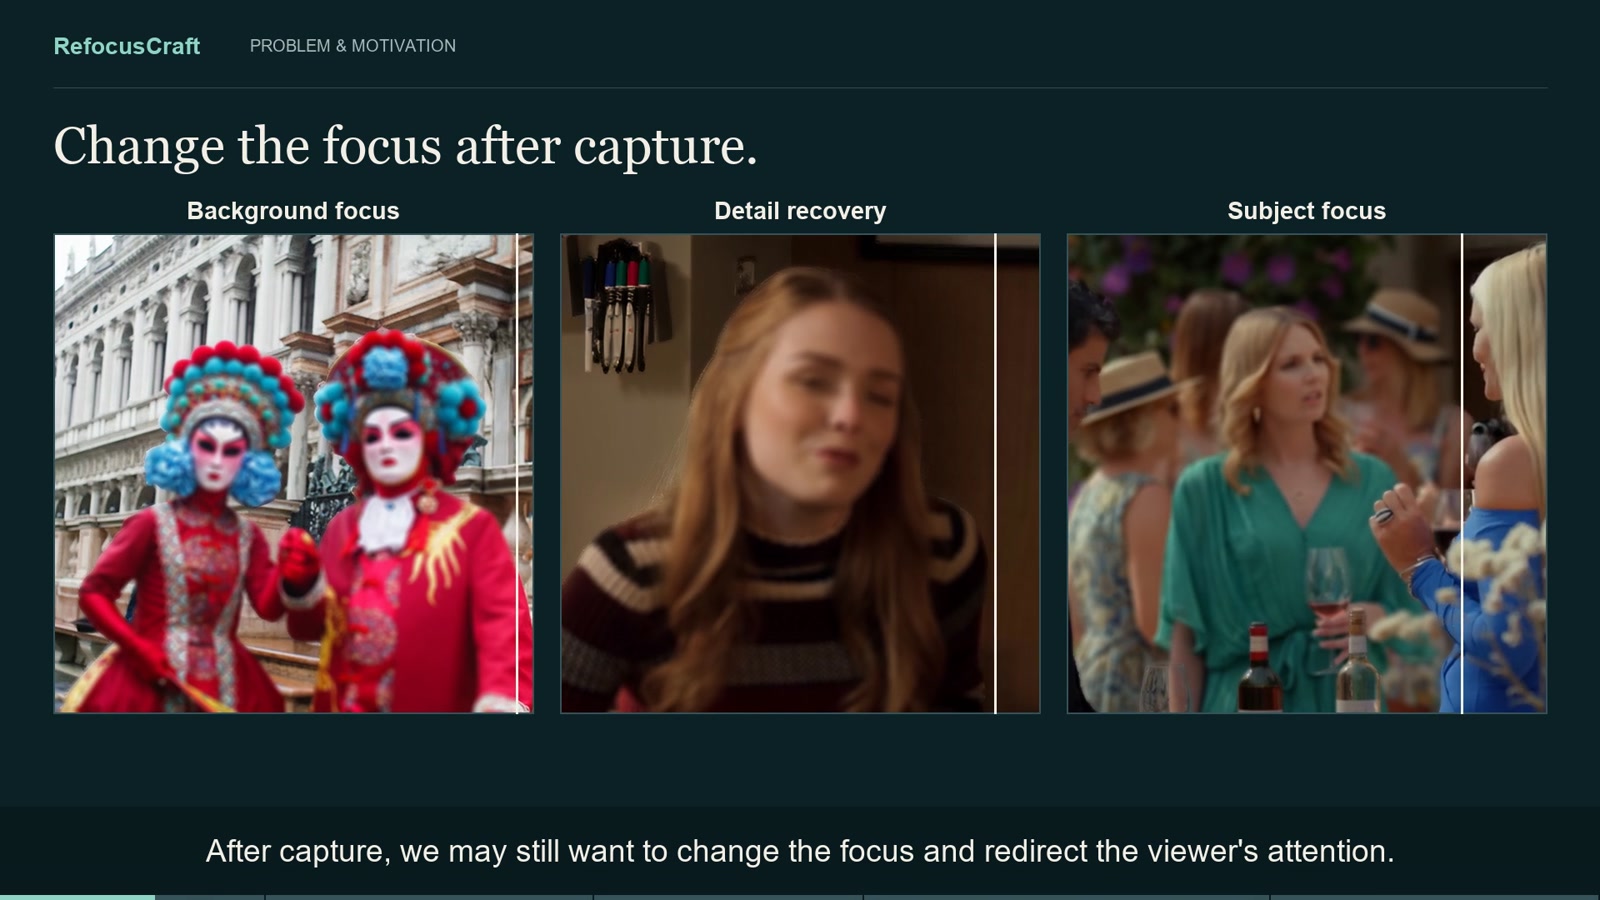 RefocusCraft
PROBLEM & MOTIVATION
Change the focus after capture.
Background focus
Detail recovery
Subject focus
After capture, we may still want to change the focus and redirect the viewer's attention.